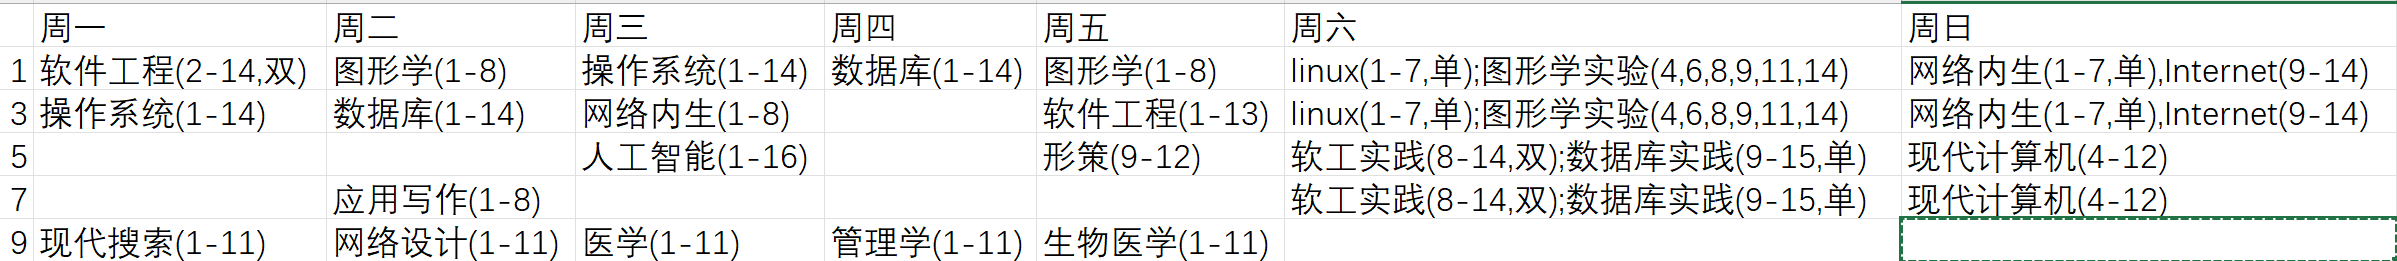 周一 周二 周三 周四 周五 周六 周日
1 软件工程(2-14,双) 图形学(1-8) 操作系统(1-14) 数据库(1-14) 图形学(1-8) linux(1-7,单);图形学实验(4,6,8,9,11,14) 网络内生(1-7,单),Internet(9-14)
3 操作系统(1-14) 数据库(1-14) 网络内生(1-8) 软件工程(1-13) linux(1-7,单);图形学实验(4,6,8,9,11,14) 网络内生(1-7,单),Internet(9-14)
5 人工智能(1-16) 形策(9-12) 软工实践(8-14,双);数据库实践(9-15,单) 现代计算机(4-12)
7 应用写作(1-8) 软工实践(8-14,双);数据库实践(9-15,单) 现代计算机(4-12)
9 现代搜索(1-11) 网络设计(1-11) 医学(1-11) 管理学(1-11) 生物医学(1-11)